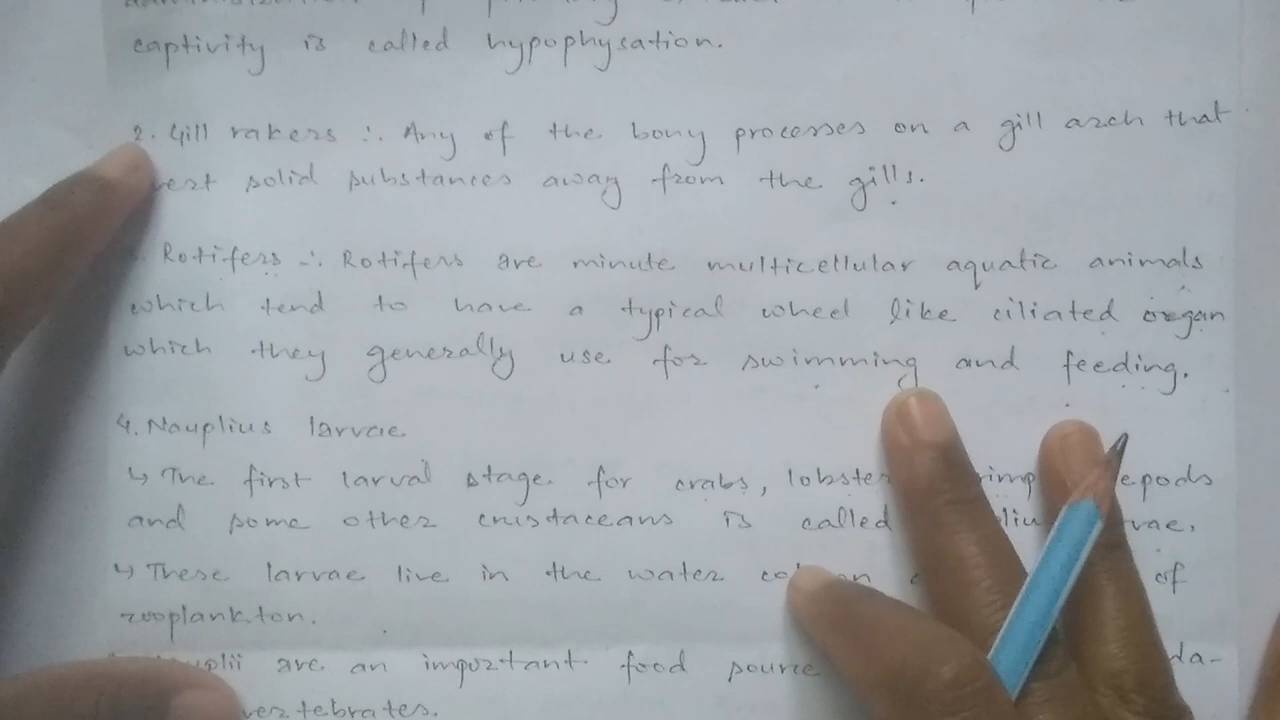 captivity is called hypophysation.
2. Gill rakers ∴ Any of the bony processes on a gill arch that
solid substances away from the gills.
Rotifers ∴ Rotifers are minute multicellular aquatic animals
which tend to have a typical wheel like ciliated organ
which they generally use for swimming and feeding.
4. Nauplius larvae
↳ The first larval stage for crabs, lobster
and some other crustaceans is called
↳ These larvae live in the water of
zooplankton.
are an important food source